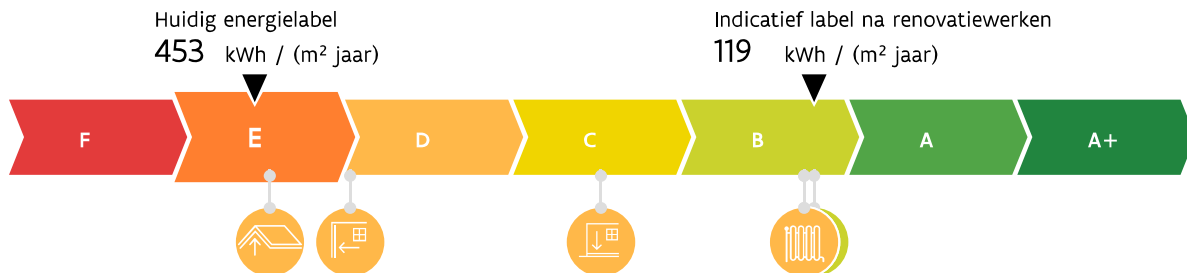 Huidig energielabel
453 kWh / (m² jaar)
Indicatief label na renovatiewerken
119 kWh / (m² jaar)
F E D C B A A+